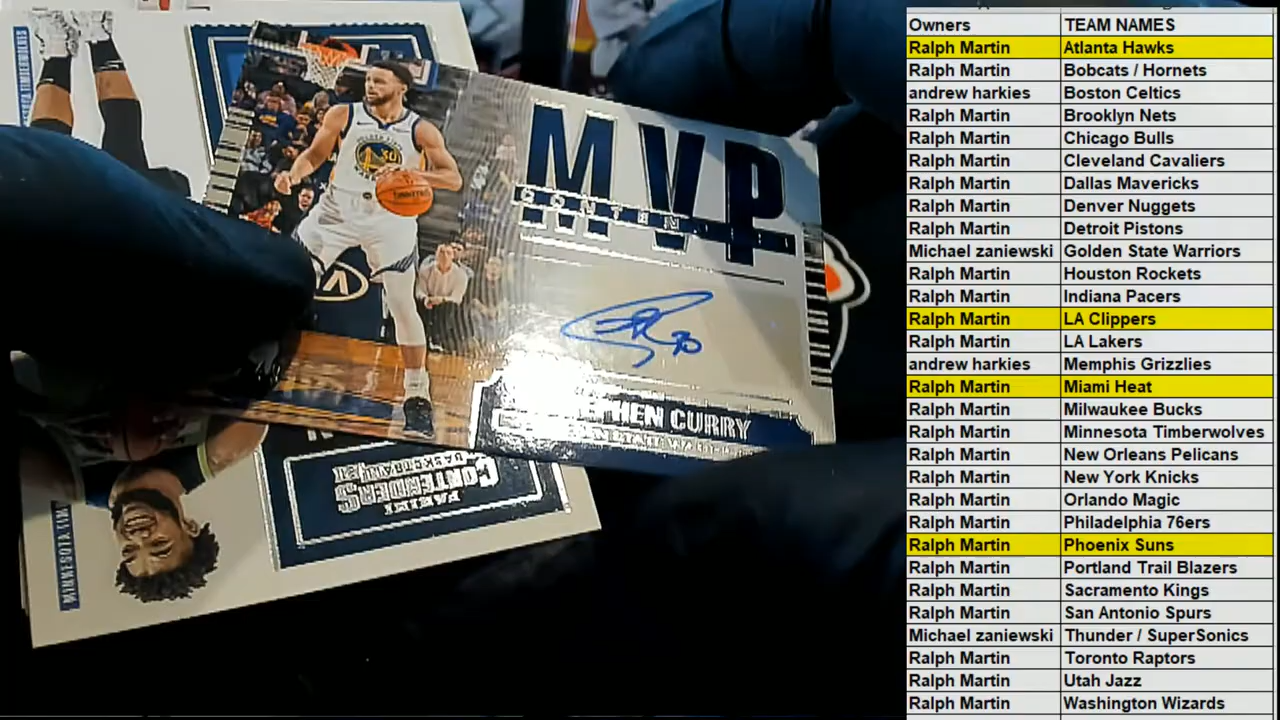 MVP
CONTEN
30
STEPHEN CURRY
PANINI
CONTENDERS
BASKETBALL
MINNESOTA TIM
Owners TEAM NAMES
Ralph Martin Atlanta Hawks
Ralph Martin Bobcats / Hornets
andrew harkies Boston Celtics
Ralph Martin Brooklyn Nets
Ralph Martin Chicago Bulls
Ralph Martin Cleveland Cavaliers
Ralph Martin Dallas Mavericks
Ralph Martin Denver Nuggets
Ralph Martin Detroit Pistons
Michael zaniewski Golden State Warriors
Ralph Martin Houston Rockets
Ralph Martin Indiana Pacers
Ralph Martin LA Clippers
Ralph Martin LA Lakers
andrew harkies Memphis Grizzlies
Ralph Martin Miami Heat
Ralph Martin Milwaukee Bucks
Ralph Martin Minnesota Timberwolves
Ralph Martin New Orleans Pelicans
Ralph Martin New York Knicks
Ralph Martin Orlando Magic
Ralph Martin Philadelphia 76ers
Ralph Martin Phoenix Suns
Ralph Martin Portland Trail Blazers
Ralph Martin Sacramento Kings
Ralph Martin San Antonio Spurs
Michael zaniewski Thunder / SuperSonics
Ralph Martin Toronto Raptors
Ralph Martin Utah Jazz
Ralph Martin Washington Wizards